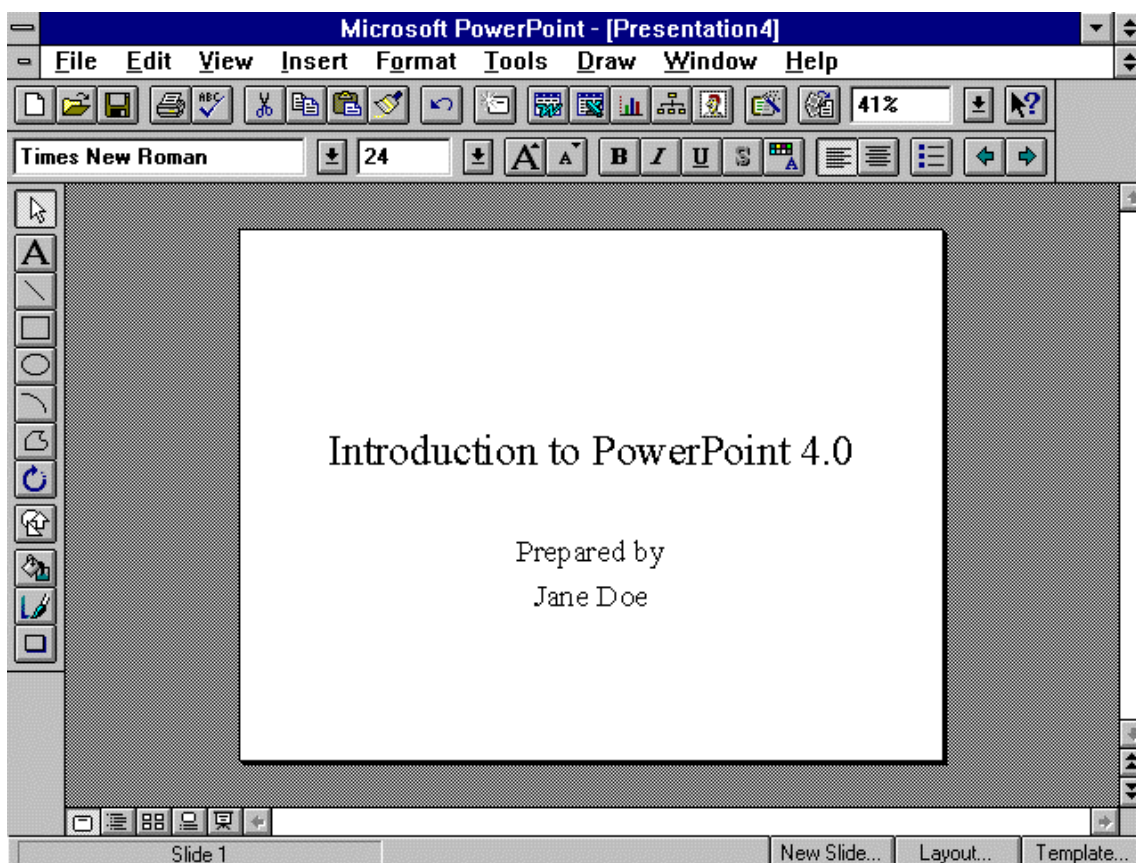 Microsoft PowerPoint - [Presentation4]
File Edit View Insert Format Tools Draw Window Help
ABC 41% ?
Times New Roman 24 A A B I U S A
A
Introduction to PowerPoint 4.0
Prepared by
Jane Doe
Slide 1 New Slide... Layout... Template...